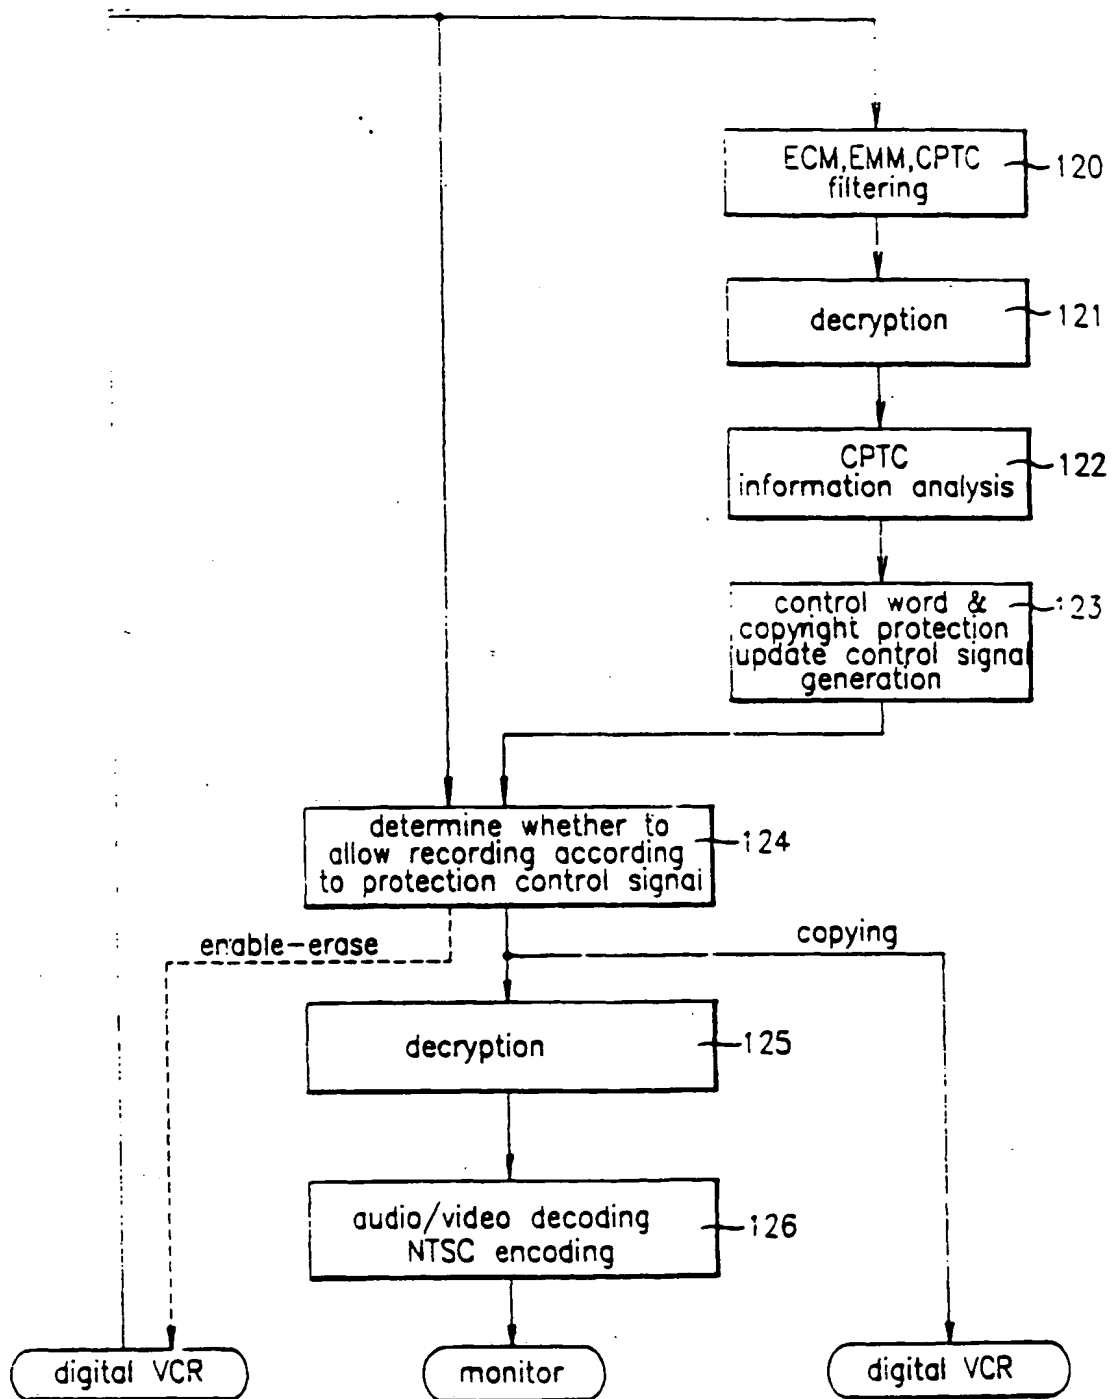 ECM,EMM,CPTC
filtering
120
decryption
121
CPTC
information analysis
122
control word &
copyright protection
update control signal
generation
123
determine whether to
allow recording according
to protection control signal
124
enable-erase
copying
decryption
125
audio/video decoding
NTSC encoding
126
digital VCR
monitor
digital VCR